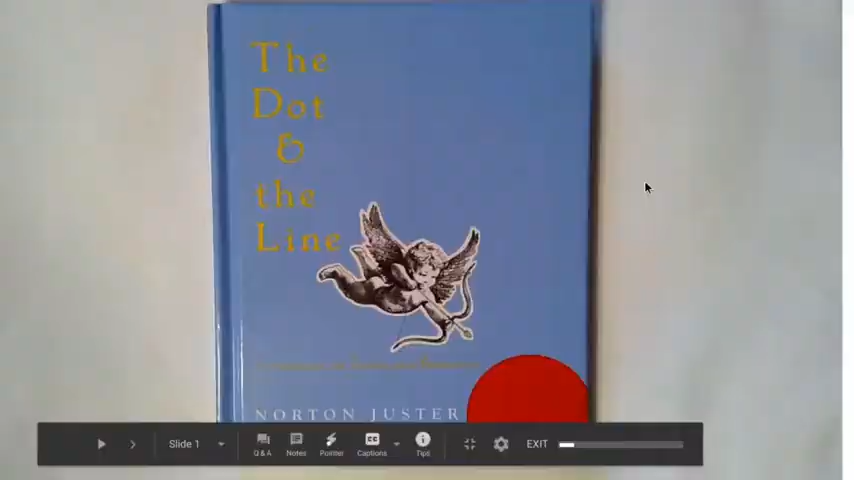 The
Dot
&
the
Line
NORTON JUSTER
Slide 1
Q & A
Notes
Pointer
Captions
Tips
EXIT